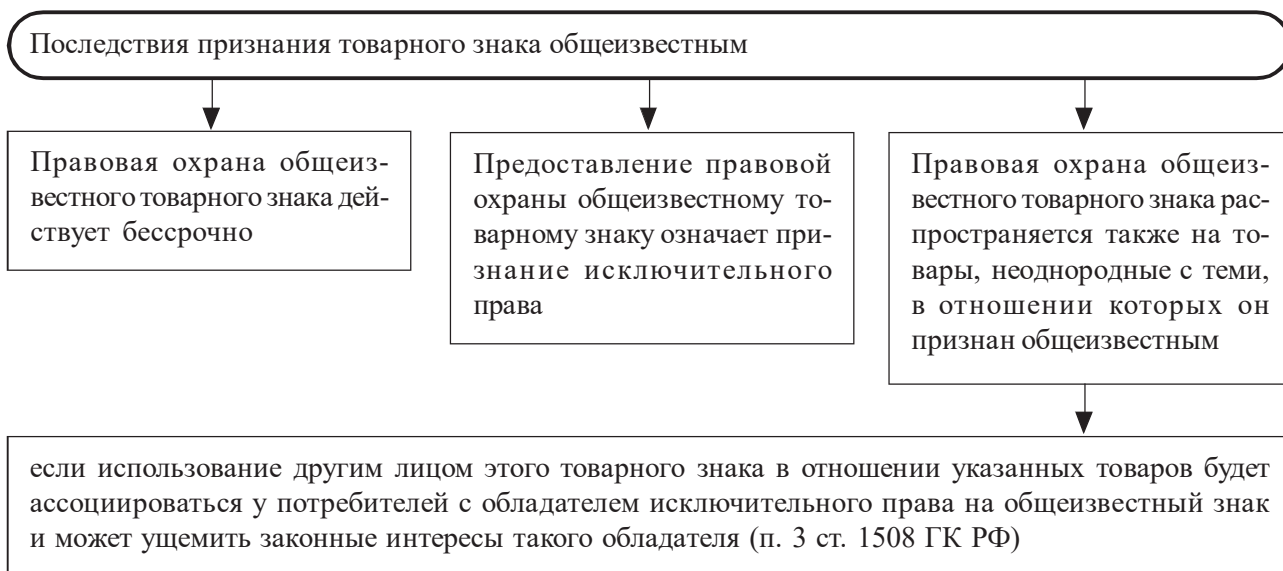 Последствия признания товарного знака общеизвестным
Правовая охрана общеиз-
вестного товарного знака дей-
ствует бессрочно
Предоставление правовой
охраны общеизвестному то-
варному знаку означает при-
знание исключительного
права
Правовая охрана общеиз-
вестного товарного знака рас-
пространяется также на то-
вары, неоднородные с теми,
в отношении которых он
признан общеизвестным
если использование другим лицом этого товарного знака в отношении указанных товаров будет
ассоциироваться у потребителей с обладателем исключительного права на общеизвестный знак
и может ущемить законные интересы такого обладателя (п. 3 ст. 1508 ГК РФ)